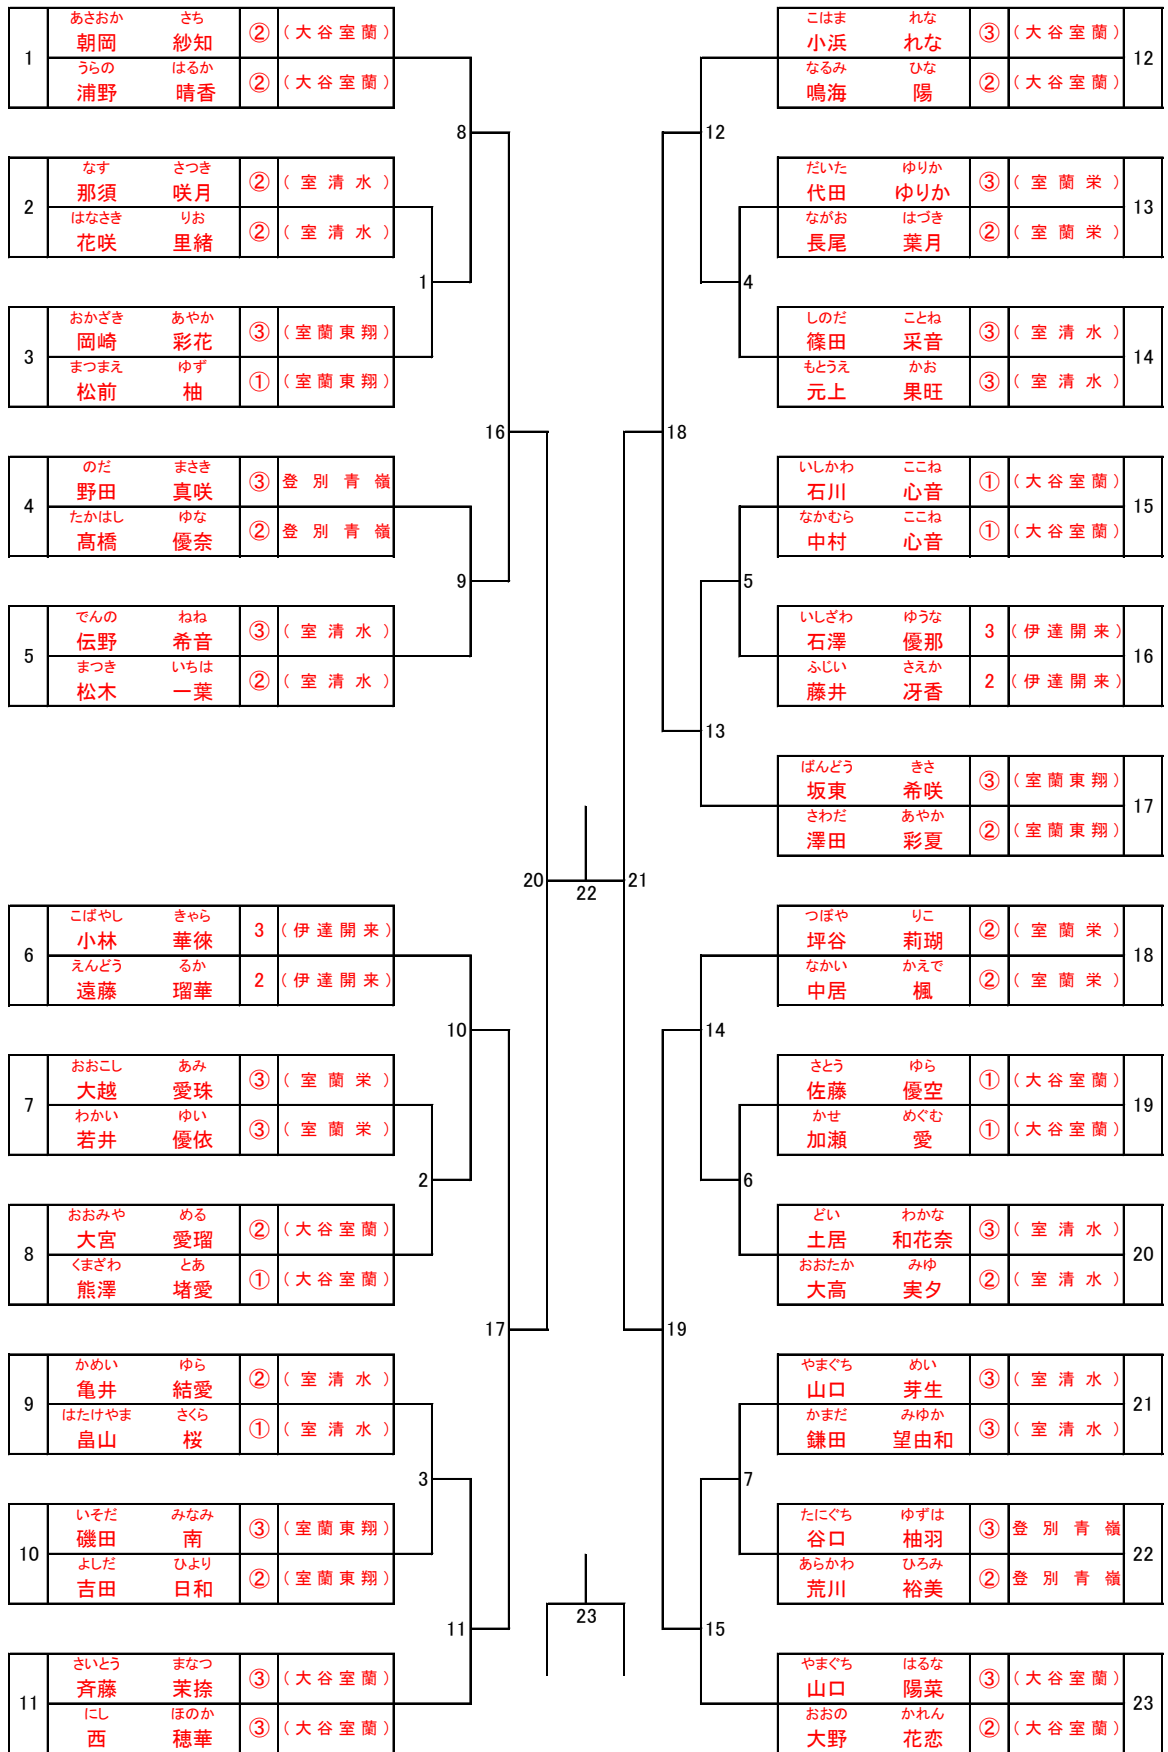 あさおか さち
1 朝岡 紗知 ② (大谷室蘭)
うらの はるか
浦野 晴香 ② (大谷室蘭)
8
なす さつき
2 那須 咲月 ② (室清水)
はなさき りお
花咲 里緒 ② (室清水)
1
おかざき あやか
3 岡崎 彩花 ③ (室蘭東翔)
まつまえ ゆず
松前 柚 ① (室蘭東翔)
16
のだ まさき
4 野田 真咲 ③ 登別青嶺
たかはし ゆな
髙橋 優奈 ② 登別青嶺
9
でんの ねね
5 伝野 希音 ③ (室清水)
まつき いちは
松木 一葉 ② (室清水)
20
こばやし きゃら
6 小林 華徠 3 (伊達開来)
えんどう るか
遠藤 瑠華 2 (伊達開来)
10
おおこし あみ
7 大越 愛珠 ③ (室蘭栄)
わかい ゆい
若井 優依 ③ (室蘭栄)
2
おおみや める
8 大宮 愛瑠 ② (大谷室蘭)
くまざわ とあ
熊澤 堵愛 ① (大谷室蘭)
17
かめい ゆら
9 亀井 結愛 ② (室清水)
はたけやま さくら
畠山 桜 ① (室清水)
3
いそだ みなみ
10 磯田 南 ③ (室蘭東翔)
よしだ ひより
吉田 日和 ② (室蘭東翔)
11
さいとう まなつ
11 斉藤 茉捺 ③ (大谷室蘭)
にし ほのか
西 穂華 ③ (大谷室蘭)
22
23
こはま れな
小浜 れな ③ (大谷室蘭) 12
なるみ ひな
鳴海 陽 ② (大谷室蘭)
12
だいた ゆりか
代田 ゆりか ③ (室蘭栄) 13
ながお はづき
長尾 葉月 ② (室蘭栄)
4
しのだ ことね
篠田 采音 ③ (室清水) 14
もとうえ かお
元上 果旺 ③ (室清水)
18
いしかわ ここね
石川 心音 ① (大谷室蘭) 15
なかむら ここね
中村 心音 ① (大谷室蘭)
5
いしざわ ゆうな
石澤 優那 3 (伊達開来) 16
ふじい さえか
藤井 冴香 2 (伊達開来)
13
ばんどう きさ
坂東 希咲 ③ (室蘭東翔) 17
さわだ あやか
澤田 彩夏 ② (室蘭東翔)
21
つぼや りこ
坪谷 莉瑚 ② (室蘭栄) 18
なかい かえで
中居 楓 ② (室蘭栄)
14
さとう ゆら
佐藤 優空 ① (大谷室蘭) 19
かせ めぐむ
加瀬 愛 ① (大谷室蘭)
6
どい わかな
土居 和花奈 ③ (室清水) 20
おおたか みゆ
大高 実夕 ② (室清水)
19
やまぐち めい
山口 芽生 ③ (室清水) 21
かまだ みゆか
鎌田 望由和 ③ (室清水)
7
たにぐち ゆずは
谷口 柚羽 ③ 登別青嶺 22
あらかわ ひろみ
荒川 裕美 ② 登別青嶺
15
やまぐち はるな
山口 陽菜 ③ (大谷室蘭) 23
おおの かれん
大野 花恋 ② (大谷室蘭)